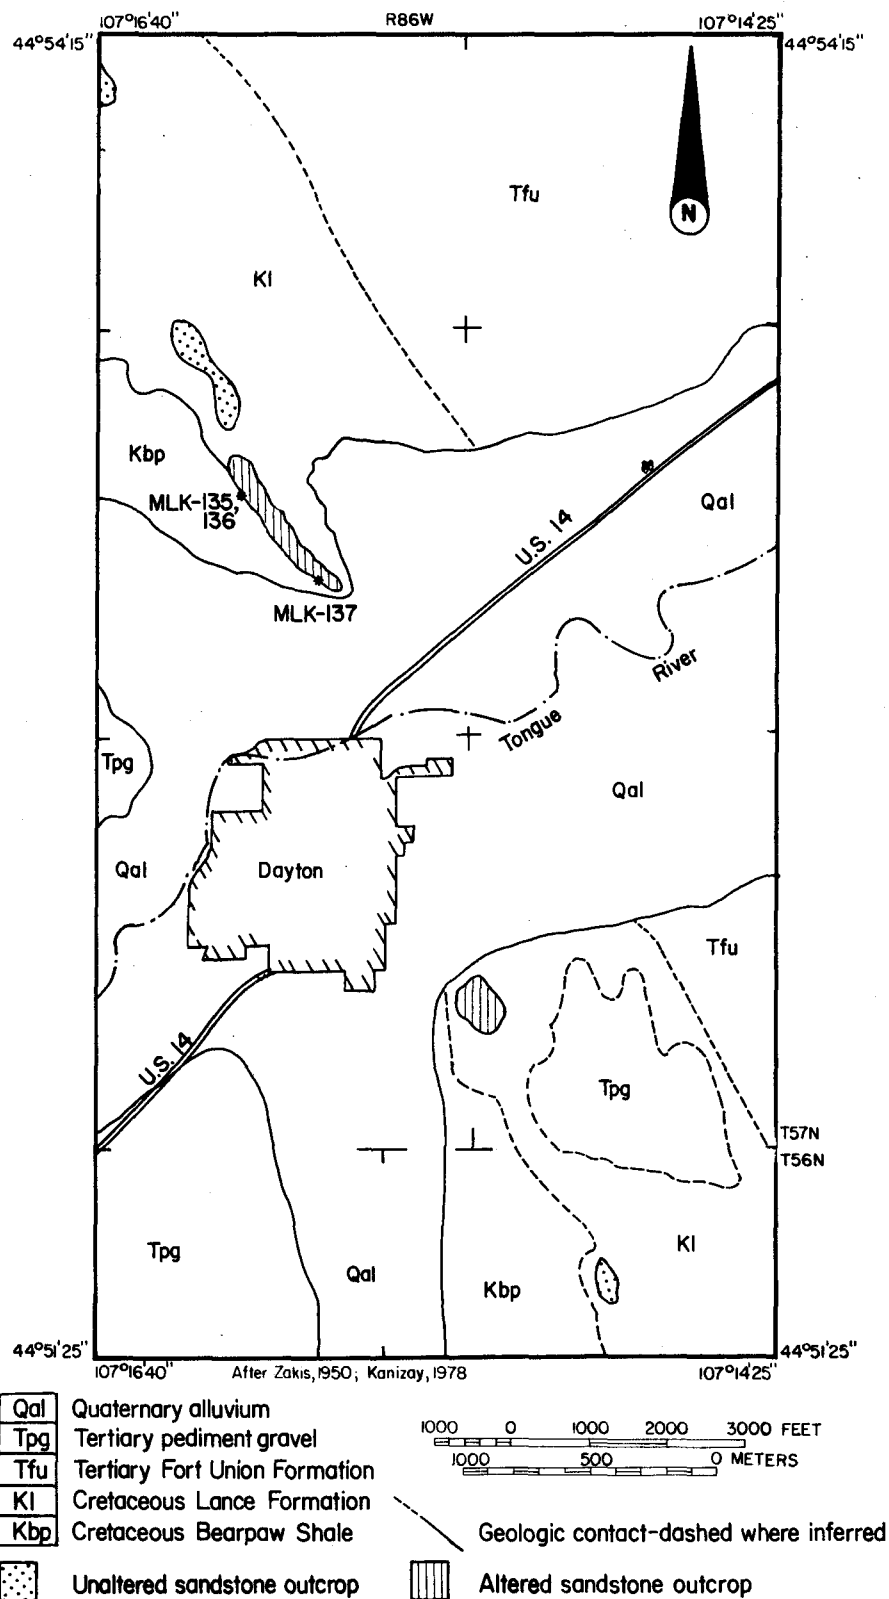 107°16'40" R86W 107°14'25"
44°54'15" 44°54'15"
Tfu
N
Kl
Kbp
MLK-135,
136
Qal
U.S. 14
MLK-137
River
Tongue
Tpg
Qal
Qal
Dayton
Tfu
U.S. 14
Tpg
T57N
T56N
Tpg
Kl
Qal
Kbp
44°51'25" 44°51'25"
107°16'40" After Zakis, 1950; Kanizay, 1978 107°14'25"
Qal Quaternary alluvium
Tpg Tertiary pediment gravel
Tfu Tertiary Fort Union Formation
Kl Cretaceous Lance Formation
Kbp Cretaceous Bearpaw Shale
Unaltered sandstone outcrop
1000 0 1000 2000 3000 FEET
1000 500 0 METERS
Geologic contact-dashed where inferred
Altered sandstone outcrop